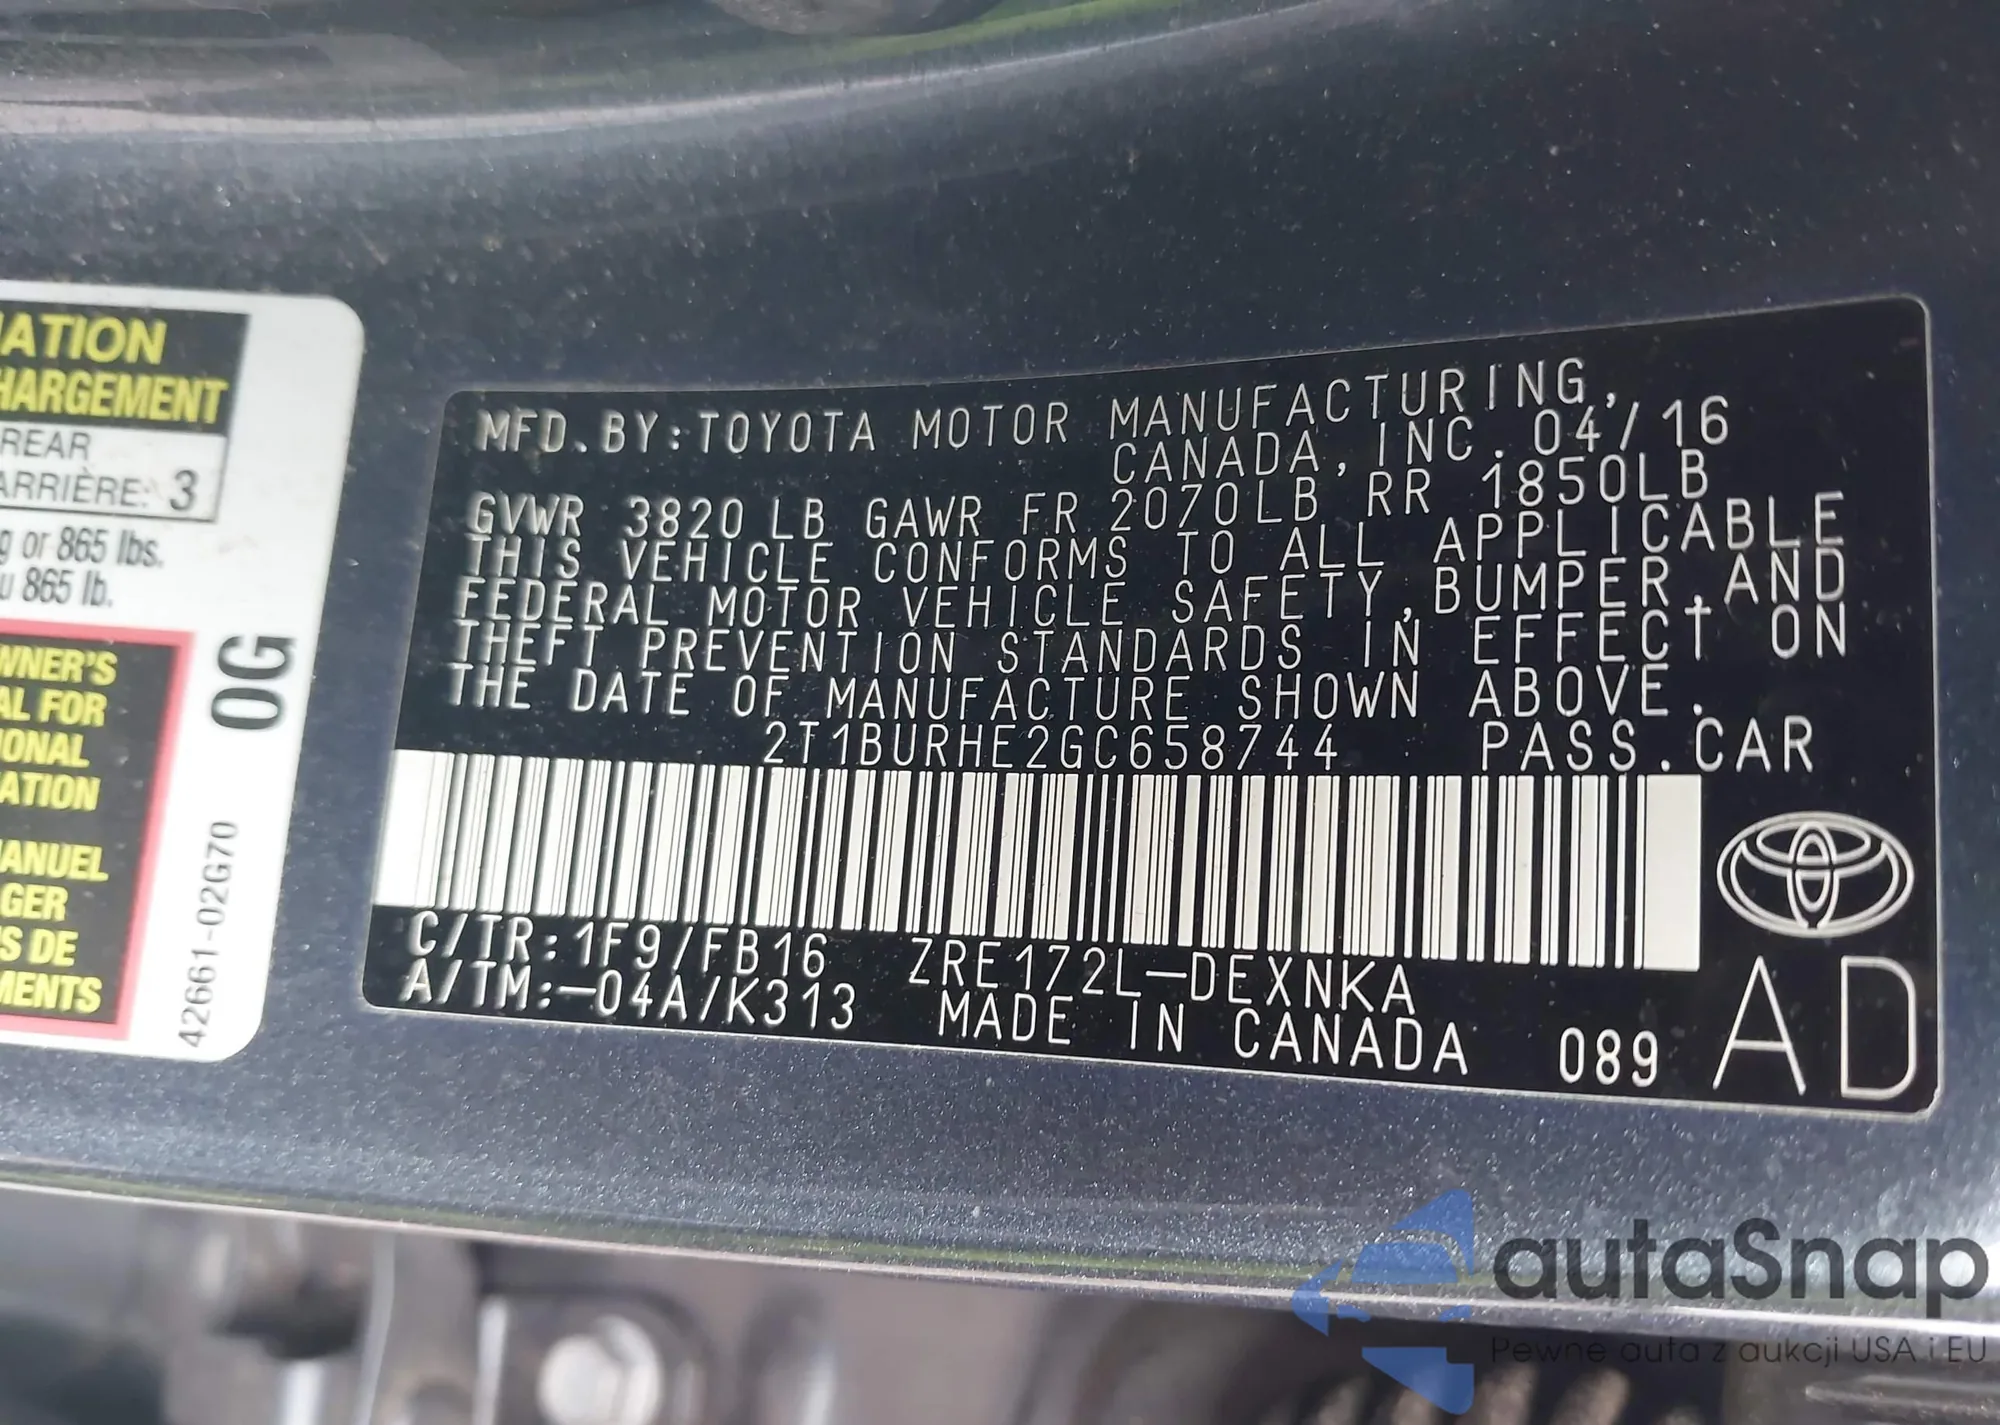 MFD.BY:TOYOTA MOTOR MANUFACTURING,
CANADA, INC. 04/16
GVWR 3820 LB GAWR FR 2070LB RR 1850LB
THIS VEHICLE CONFORMS TO ALL APPLICABLE
FEDERAL MOTOR VEHICLE SAFETY, BUMPER, AND
THEFT PREVENTION STANDARDS IN EFFECT ON
THE DATE OF MANUFACTURE SHOWN ABOVE.
2T1BURHE2GC658744 PASS.CAR
C/TR:1F9/FB16 ZRE172L-DEXNKA
A/TM:-04A/K313 MADE IN CANADA 089
AD
ATION
HARGEMENT
REAR
ARRIÈRE: 3
g or 865 lbs.
u 865 lb.
WNER'S
AL FOR
IONAL
ATION
MANUEL
GER
S DE
MENTS
0G
42661-02G70
autaSnap
Pewne auta z aukcji USA i EU